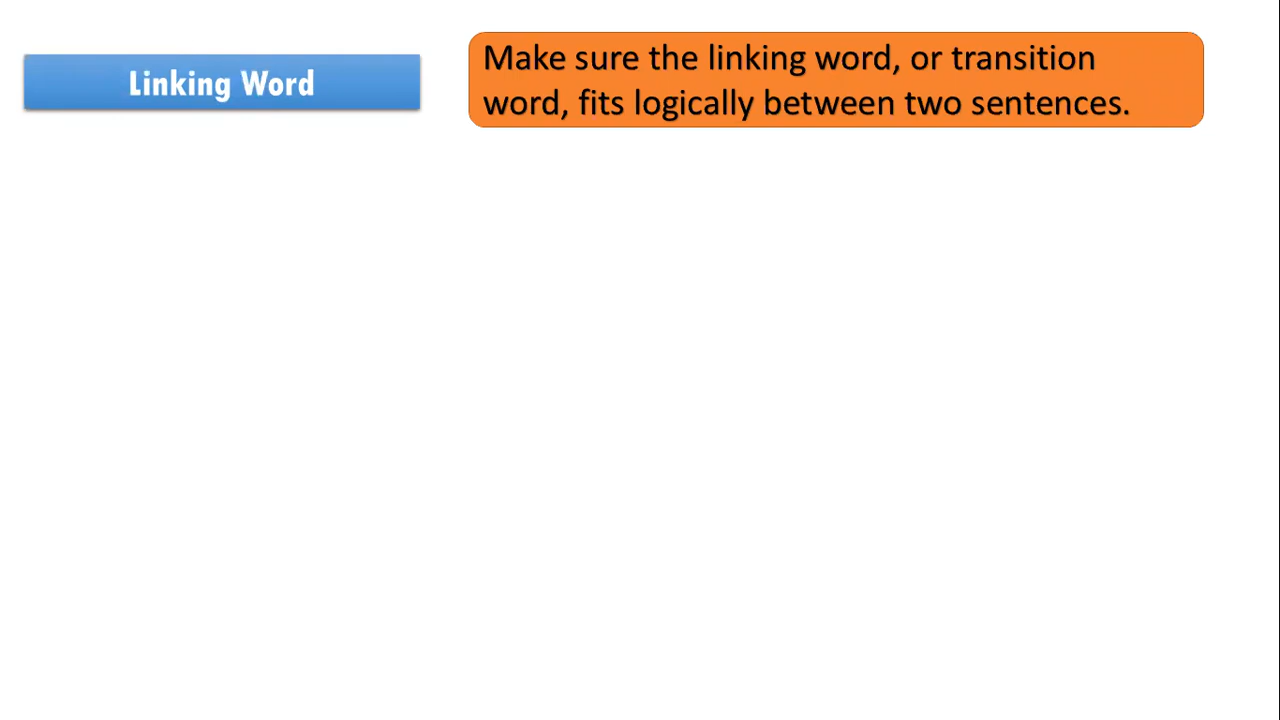 Linking Word
Make sure the linking word, or transition
word, fits logically between two sentences.